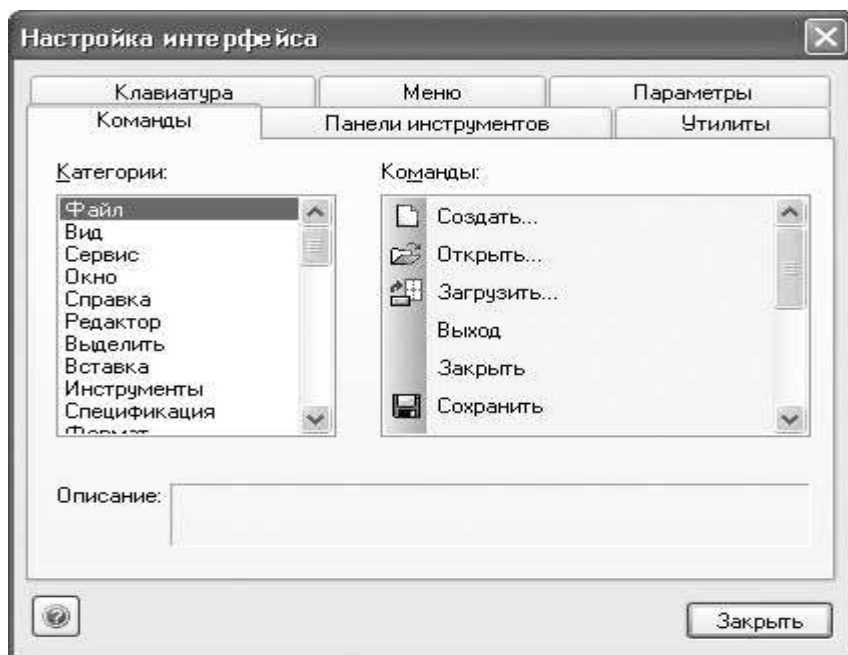 Настройка интерфейса
Клавиатура Меню Параметры
Команды Панели инструментов Утилиты
Категории: Команды:
Файл
Вид
Сервис
Окно
Справка
Редактор
Выделить
Вставка
Инструменты
Спецификация
Формат
Создать...
Открыть...
Загрузить...
Выход
Закрыть
Сохранить
Описание:
Закрыть